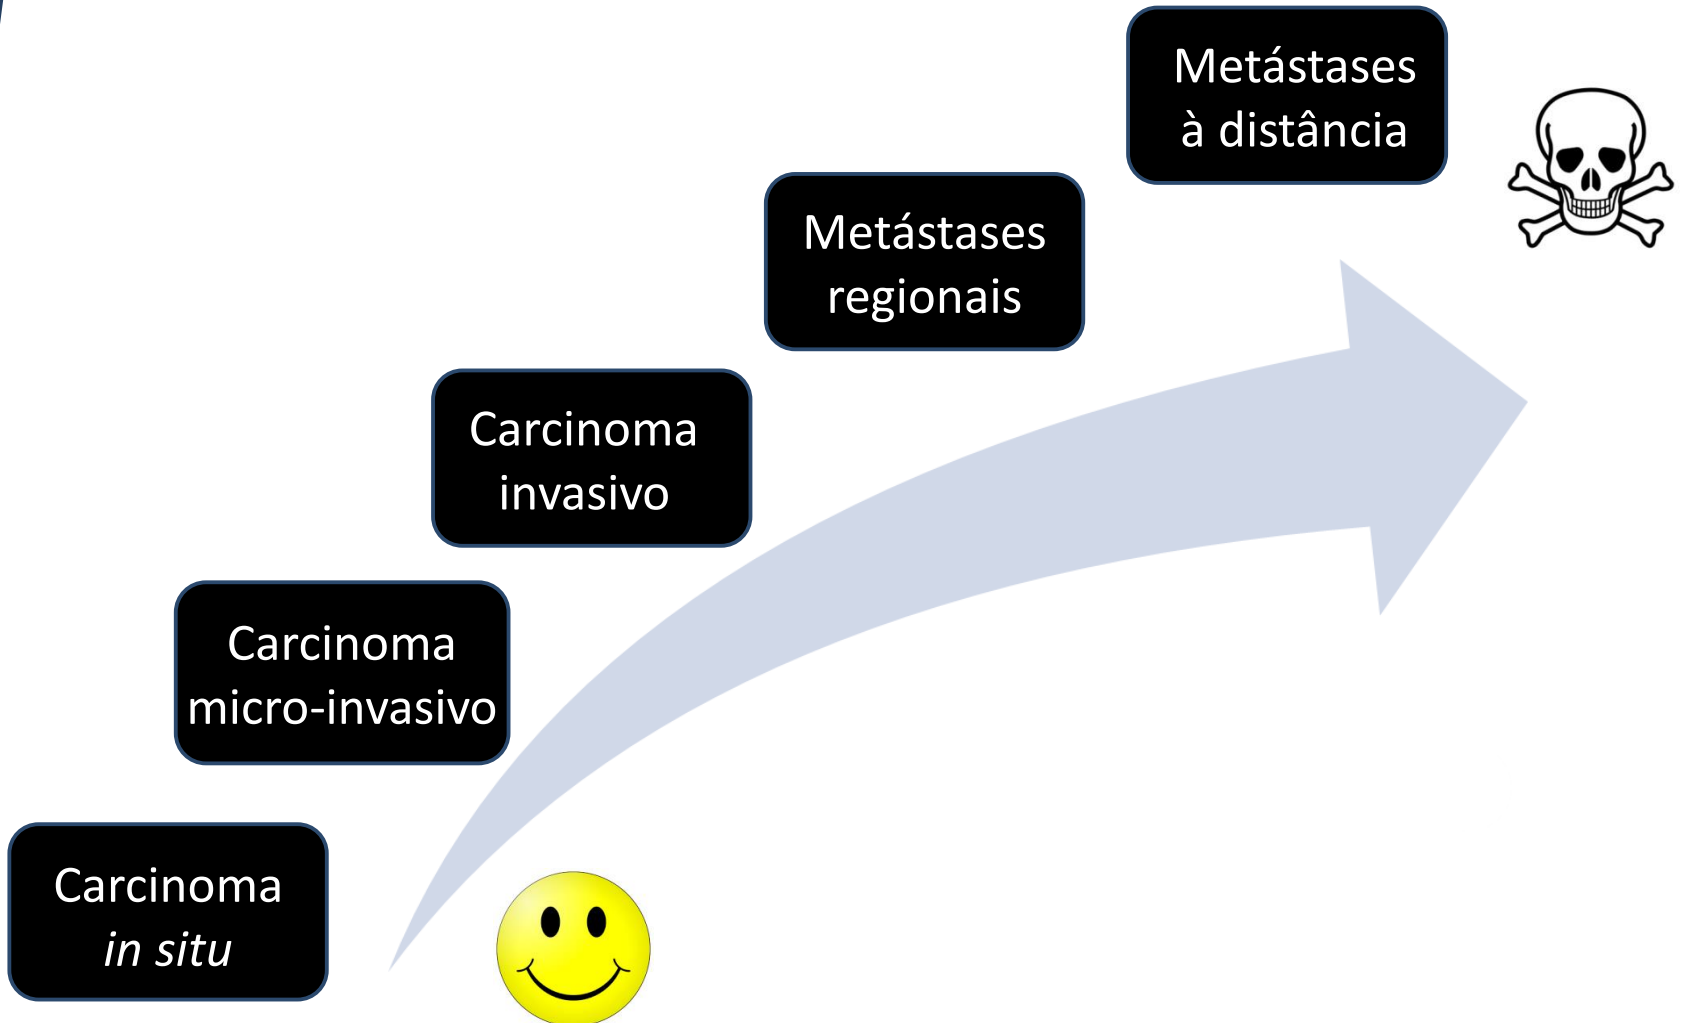 Metástases
à distância
Metástases
regionais
Carcinoma
invasivo
Carcinoma
micro-invasivo
Carcinoma
in situ